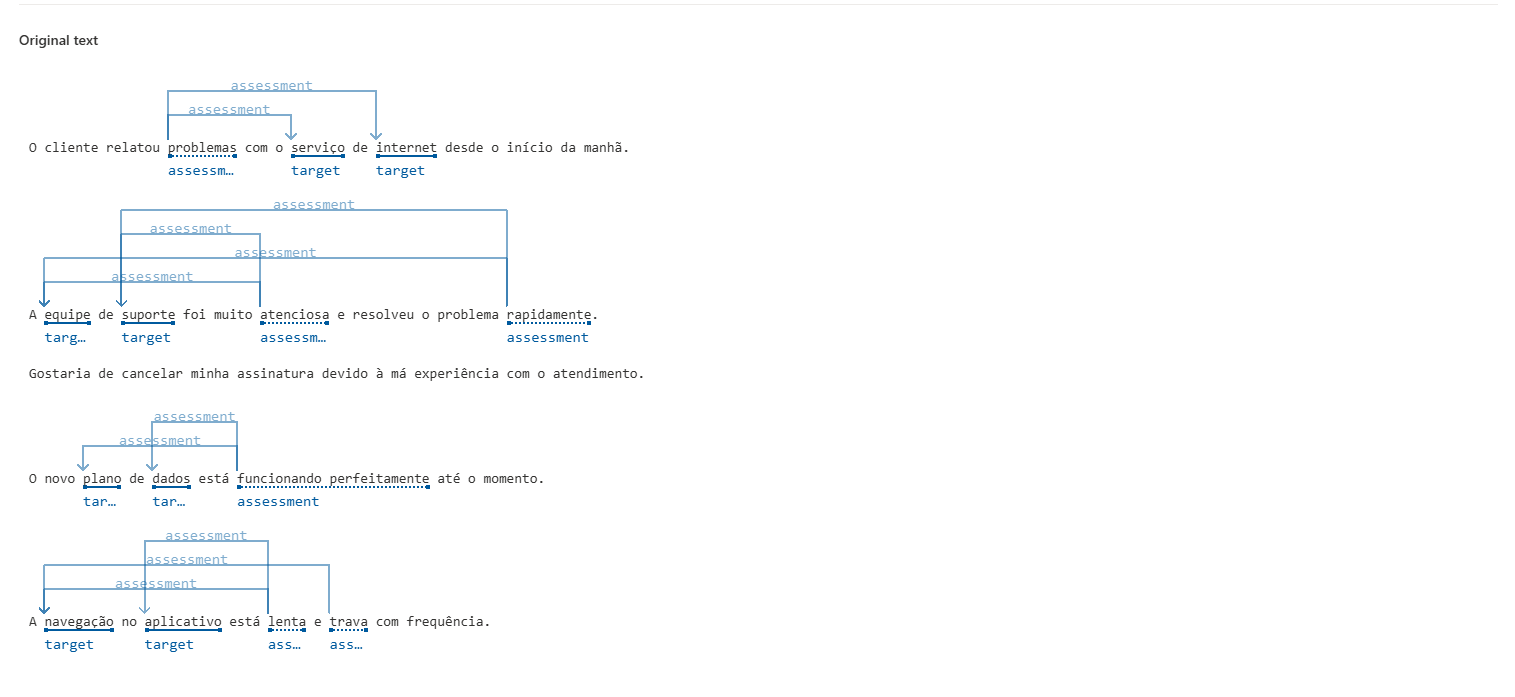 Original text
assessment
assessment
O cliente relatou problemas com o serviço de internet desde o início da manhã.
assessm… target target
assessment
assessment
assessment
assessment
A equipe de suporte foi muito atenciosa e resolveu o problema rapidamente.
targ… target assessm… assessment
Gostaria de cancelar minha assinatura devido à má experiência com o atendimento.
assessment
assessment
O novo plano de dados está funcionando perfeitamente até o momento.
tar… tar… assessment
assessment
assessment
assessment
A navegação no aplicativo está lenta e trava com frequência.
target target ass… ass…